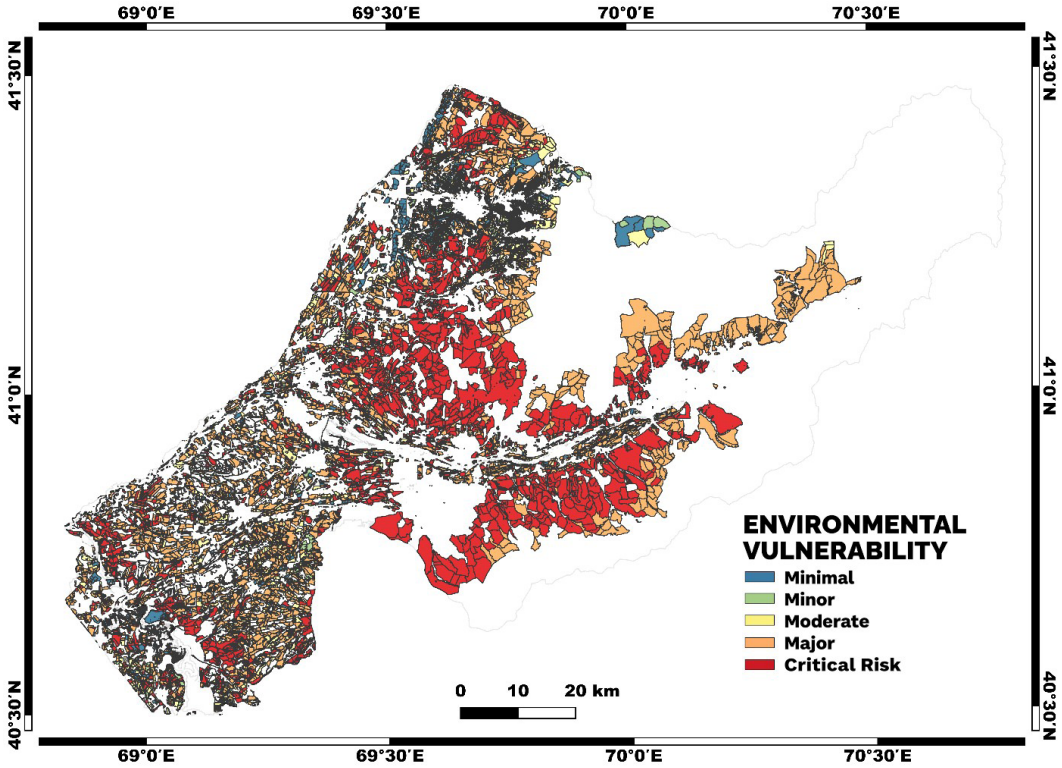 69°0′E 69°30′E 70°0′E 70°30′E
41°30′N
41°30′N
41°0′N
41°0′N
ENVIRONMENTAL
VULNERABILITY
Minimal
Minor
Moderate
Major
Critical Risk
0 10 20 km
40°30′N
40°30′N
69°0′E 69°30′E 70°0′E 70°30′E